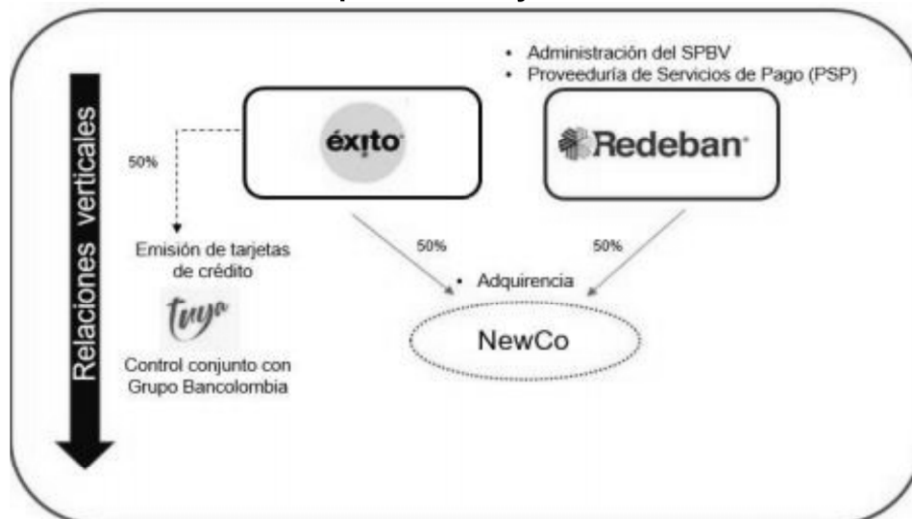 • Administración del SPBV
• Proveeduría de Servicios de Pago (PSP)
Relaciones verticales
éxito
Redeban
50%
Emisión de tarjetas
de crédito
tuya
Control conjunto con
Grupo Bancolombia
50%
50%
• Adquirencia
NewCo